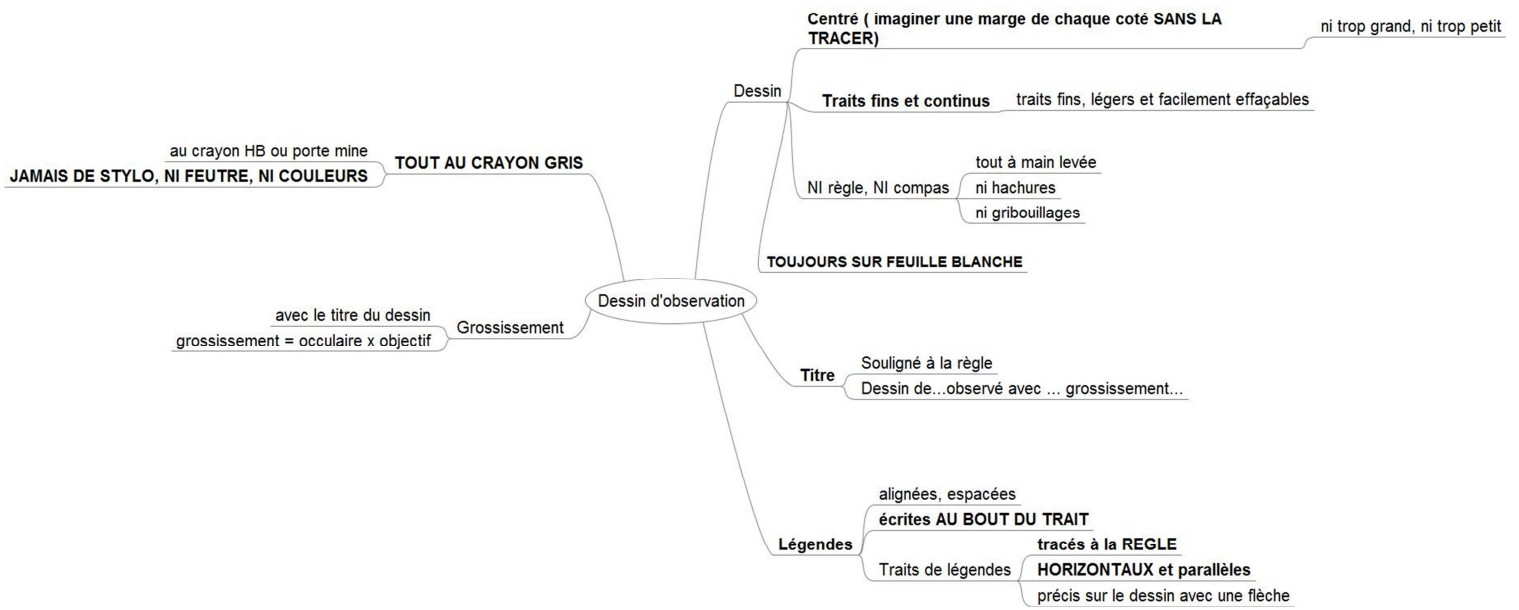 Dessin d'observation
Dessin
Centré ( imaginer une marge de chaque coté SANS LA
TRACER)
ni trop grand, ni trop petit
Traits fins et continus
traits fins, légers et facilement effaçables
NI règle, NI compas
tout à main levée
ni hachures
ni gribouillages
TOUJOURS SUR FEUILLE BLANCHE
Titre
Souligné à la règle
Dessin de...observé avec ... grossissement...
Légendes
alignées, espacées
écrites AU BOUT DU TRAIT
Traits de légendes
tracés à la REGLE
HORIZONTAUX et parallèles
précis sur le dessin avec une flèche
TOUT AU CRAYON GRIS
au crayon HB ou porte mine
JAMAIS DE STYLO, NI FEUTRE, NI COULEURS
Grossissement
avec le titre du dessin
grossissement = occulaire x objectif